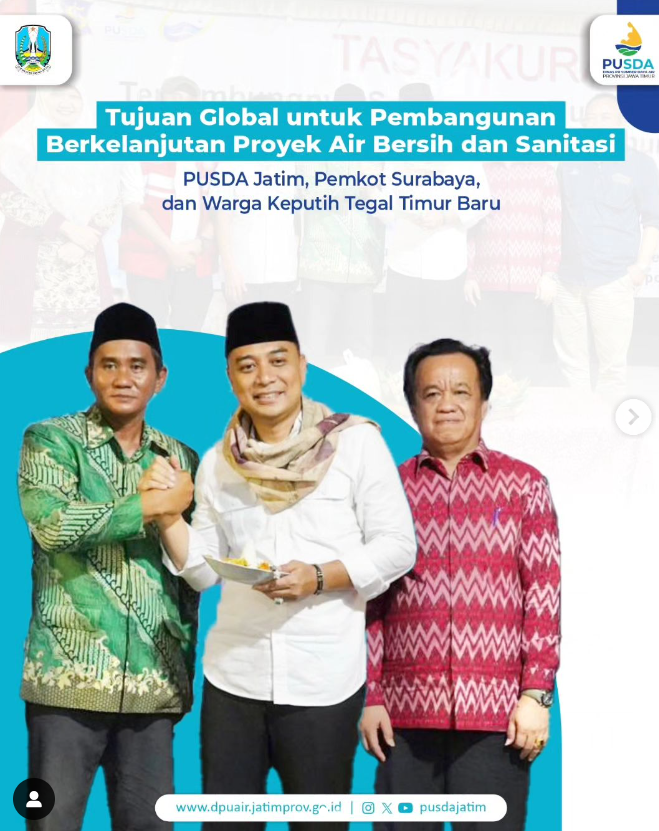 TASYAKUR
PUSDA
PROVINSI JAWA TIMUR
Tujuan Global untuk Pembangunan
Berkelanjutan Proyek Air Bersih dan Sanitasi
PUSDA Jatim, Pemkot Surabaya,
dan Warga Keputih Tegal Timur Baru
www.dpuair.jatimprov.go.id | pusdajatim